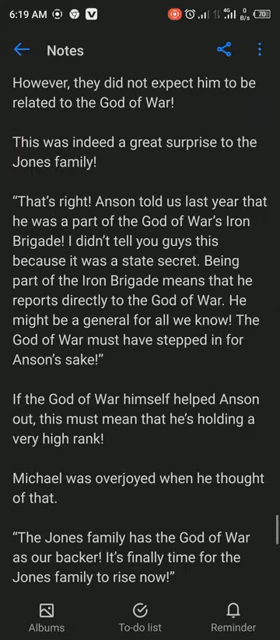 6:19 AM
4G
0
B/s
70
Notes
However, they did not expect him to be
related to the God of War!
This was indeed a great surprise to the
Jones family!
“That’s right! Anson told us last year that
he was a part of the God of War’s Iron
Brigade! I didn’t tell you guys this
because it was a state secret. Being
part of the Iron Brigade means that he
reports directly to the God of War. He
might be a general for all we know! The
God of War must have stepped in for
Anson’s sake!”
If the God of War himself helped Anson
out, this must mean that he’s holding a
very high rank!
Michael was overjoyed when he thought
of that.
“The Jones family has the God of War
as our backer! It’s finally time for the
Jones family to rise now!”
Albums
To-do list
Reminder